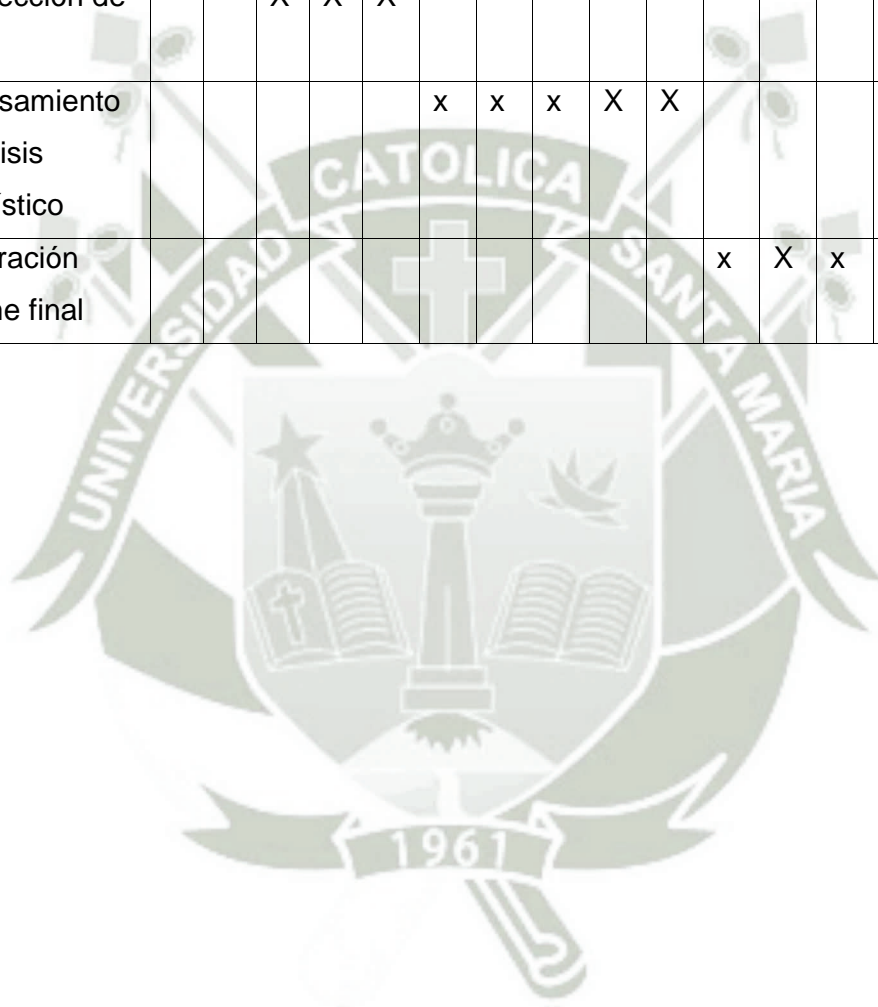 ección de X X X
samiento x x x X X
isis
ístico
ración x X x
ne final
UNIVERSIDAD CATOLICA SANTA MARIA
1961